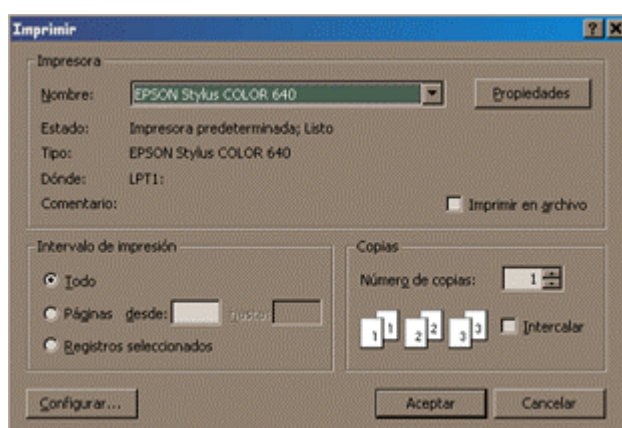 Imprimir
Impresora
Nombre: EPSON Stylus COLOR 640
Propiedades
Estado: Impresora predeterminada; Listo
Tipo: EPSON Stylus COLOR 640
Dónde: LPT1:
Comentario:
Imprimir en archivo
Intervalo de impresión
Todo
Páginas desde: hasta:
Registros seleccionados
Copias
Número de copias: 1
1 1 2 2 3 3
Intercalar
Configurar...
Aceptar
Cancelar